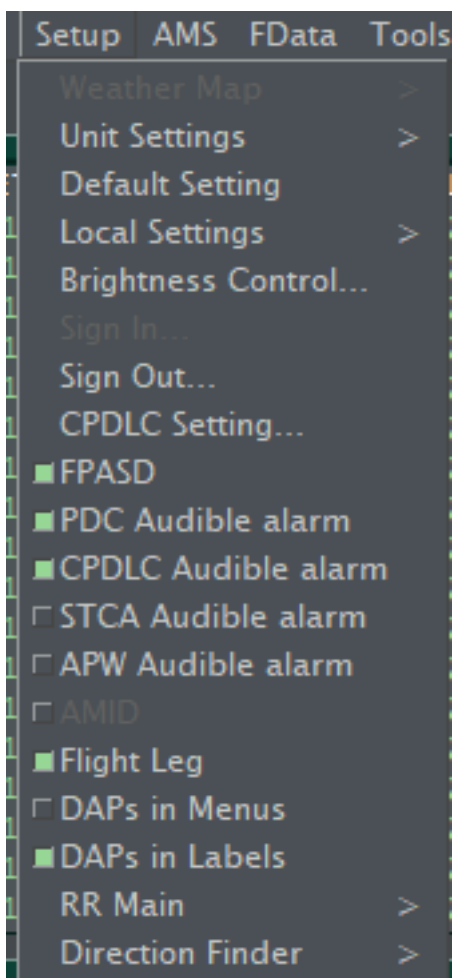 Setup AMS FData Tools
Weather Map >
Unit Settings >
Default Setting
Local Settings >
Brightness Control...
Sign In...
Sign Out...
CPDLC Setting...
FPASD
PDC Audible alarm
CPDLC Audible alarm
STCA Audible alarm
APW Audible alarm
AMID
Flight Leg
DAPs in Menus
DAPs in Labels
RR Main >
Direction Finder >